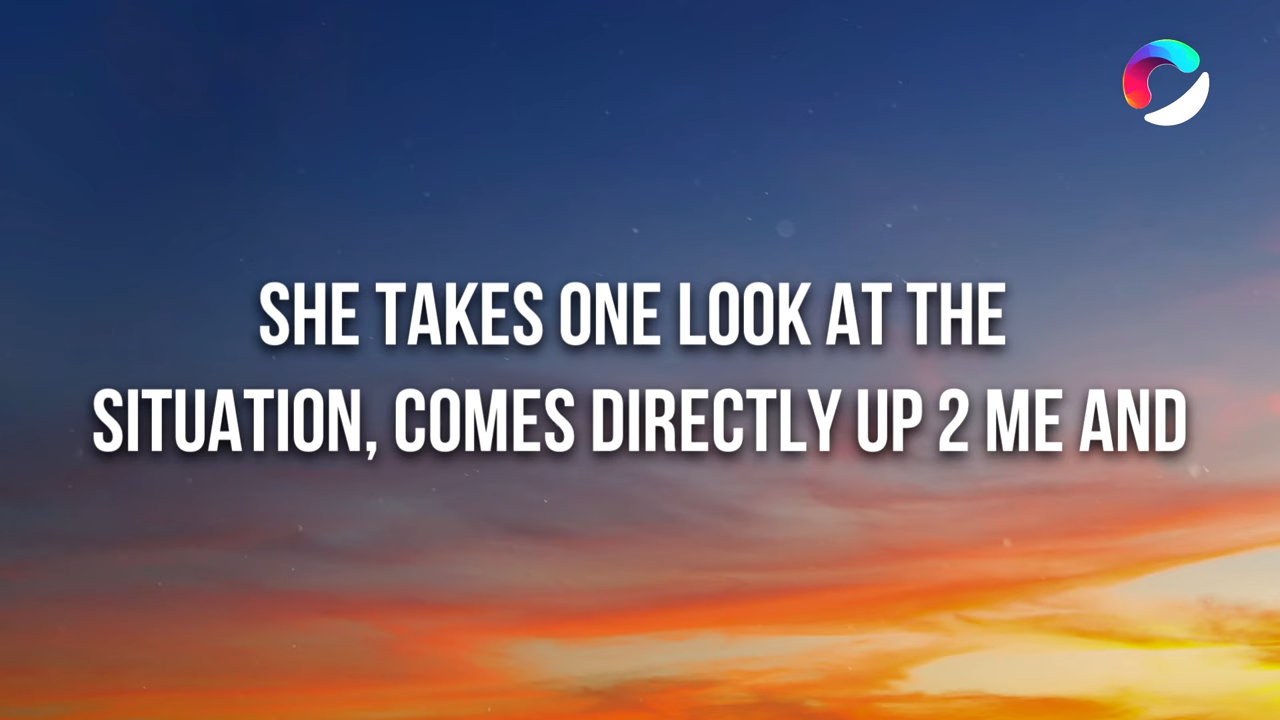 SHE TAKES ONE LOOK AT THE
SITUATION, COMES DIRECTLY UP 2 ME AND